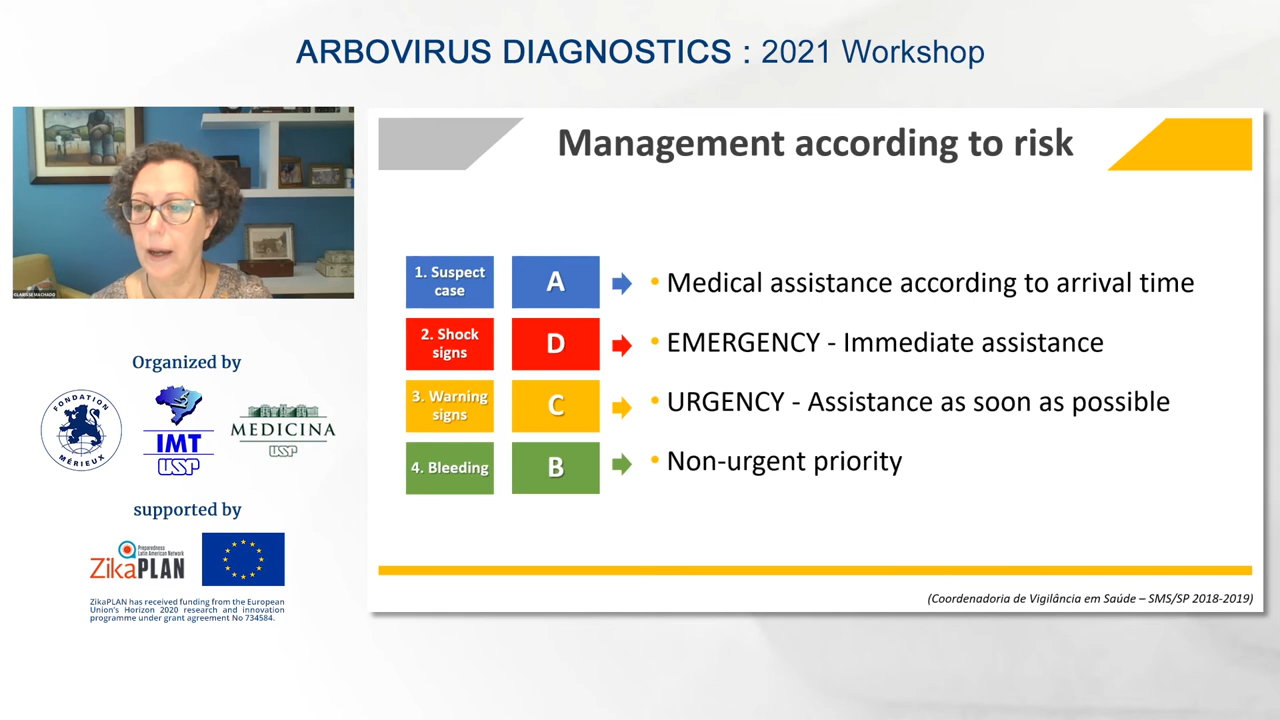 ARBOVIRUS DIAGNOSTICS : 2021 Workshop
Management according to risk
1. Suspect
case
A
• Medical assistance according to arrival time
2. Shock
signs
D
• EMERGENCY - Immediate assistance
3. Warning
signs
C
• URGENCY - Assistance as soon as possible
4. Bleeding
B
• Non-urgent priority
(Coordenadoria de Vigilância em Saúde – SMS/SP 2018-2019)
Organized by
FONDATION
MÉRIEUX
IMT
USP
MEDICINA
USP
supported by
Preparedness
Latin American Network
ZikaPLAN
ZikaPLAN has received funding from the European
Union's Horizon 2020 research and innovation
programme under grant agreement No 734584.